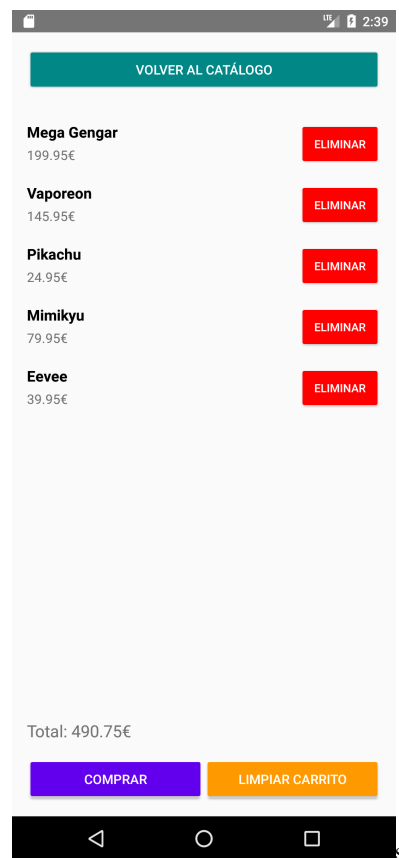 LTE 2:39
VOLVER AL CATÁLOGO
Mega Gengar
199.95€
ELIMINAR
Vaporeon
145.95€
ELIMINAR
Pikachu
24.95€
ELIMINAR
Mimikyu
79.95€
ELIMINAR
Eevee
39.95€
ELIMINAR
Total: 490.75€
COMPRAR
LIMPIAR CARRITO